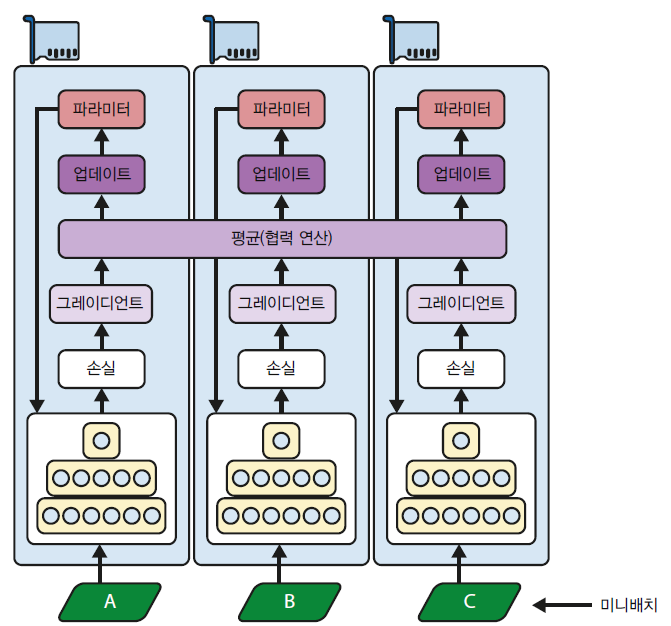 파라미터 파라미터 파라미터
업데이트 업데이트 업데이트
평균(협력 연산)
그레이디언트 그레이디언트 그레이디언트
손실 손실 손실
A B C
미니배치